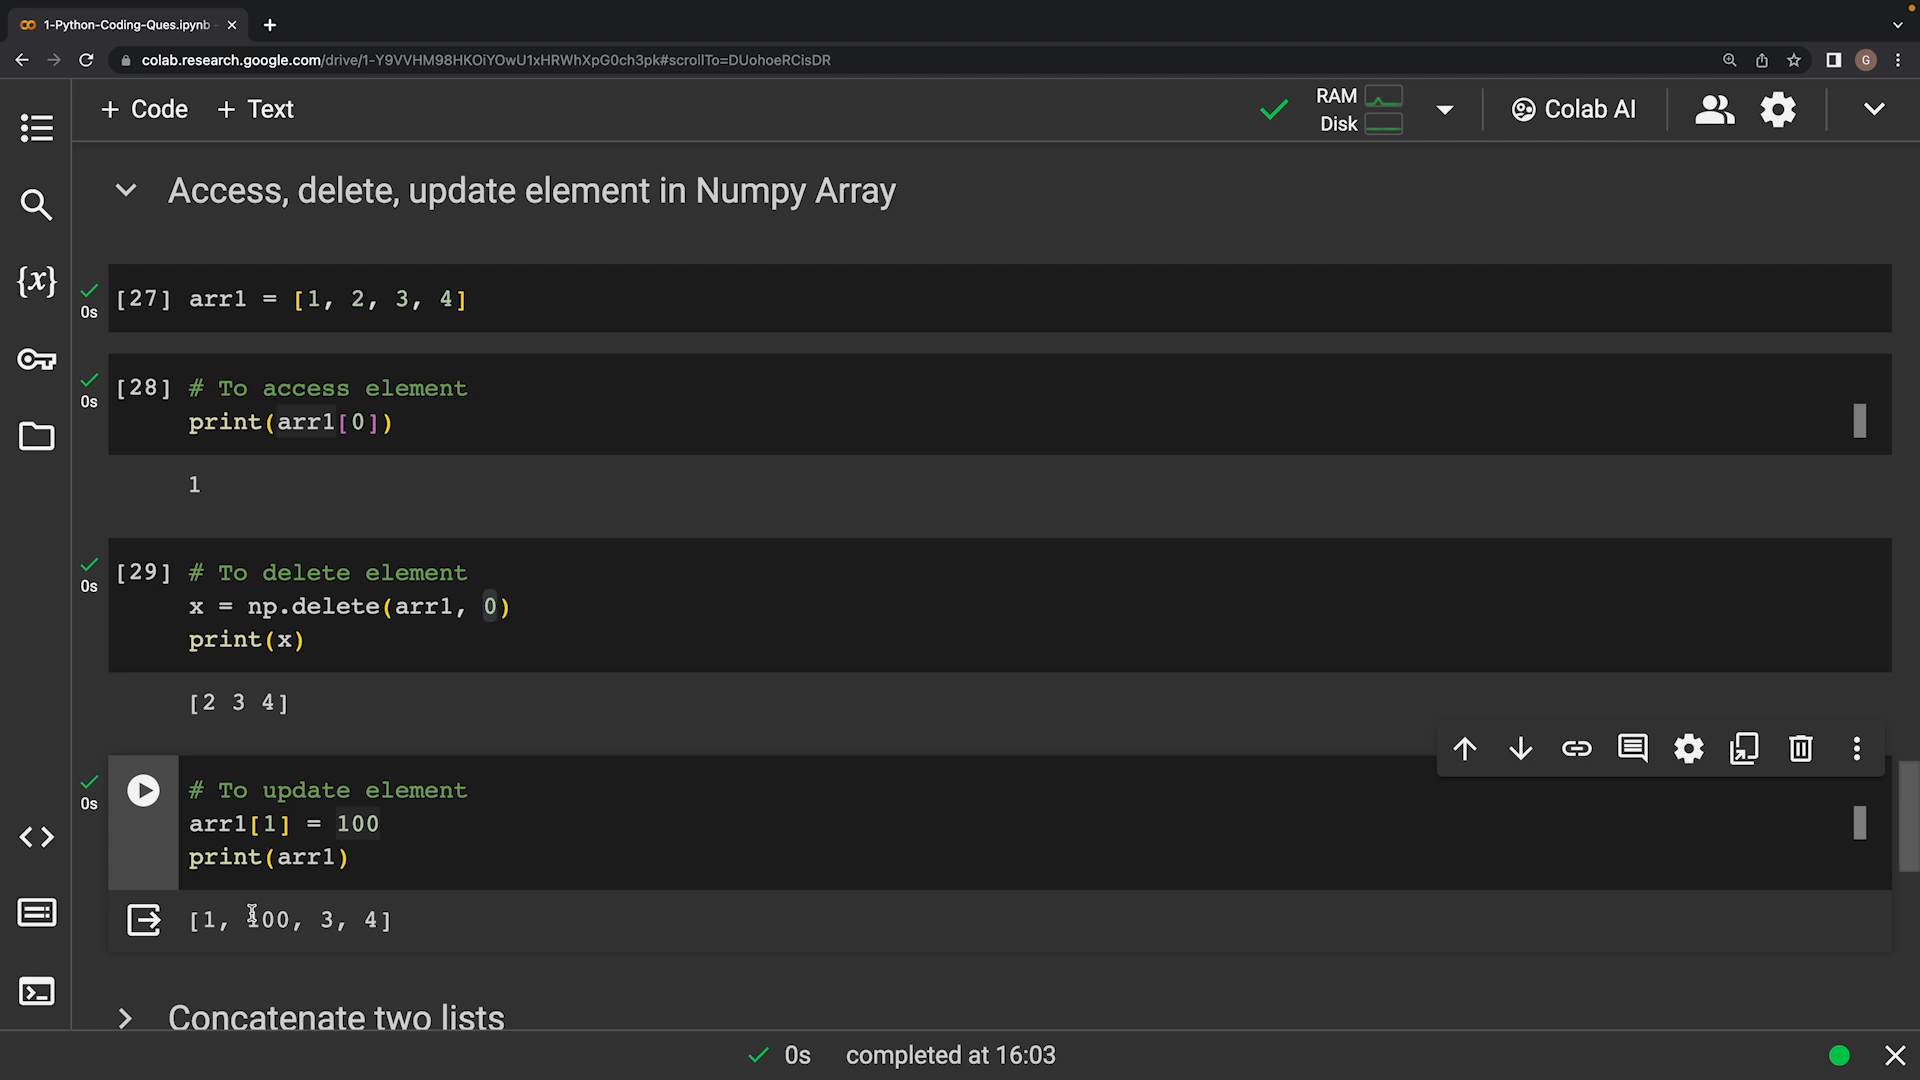 1-Python-Coding-Ques.ipynb
colab.research.google.com/drive/1-Y9VVHM98HKOiYOwU1xHRWhXpG0ch3pk#scrollTo=DUohoeRCisDR
G
+ Code + Text
RAM
Disk
Colab AI
Access, delete, update element in Numpy Array
{x}
0s
[27] arr1 = [1, 2, 3, 4]
0s
[28] # To access element
print(arr1[0])
1
0s
[29] # To delete element
x = np.delete(arr1, 0)
print(x)
[2 3 4]
0s
# To update element
arr1[1] = 100
print(arr1)
[1, 100, 3, 4]
Concatenate two lists
0s completed at 16:03